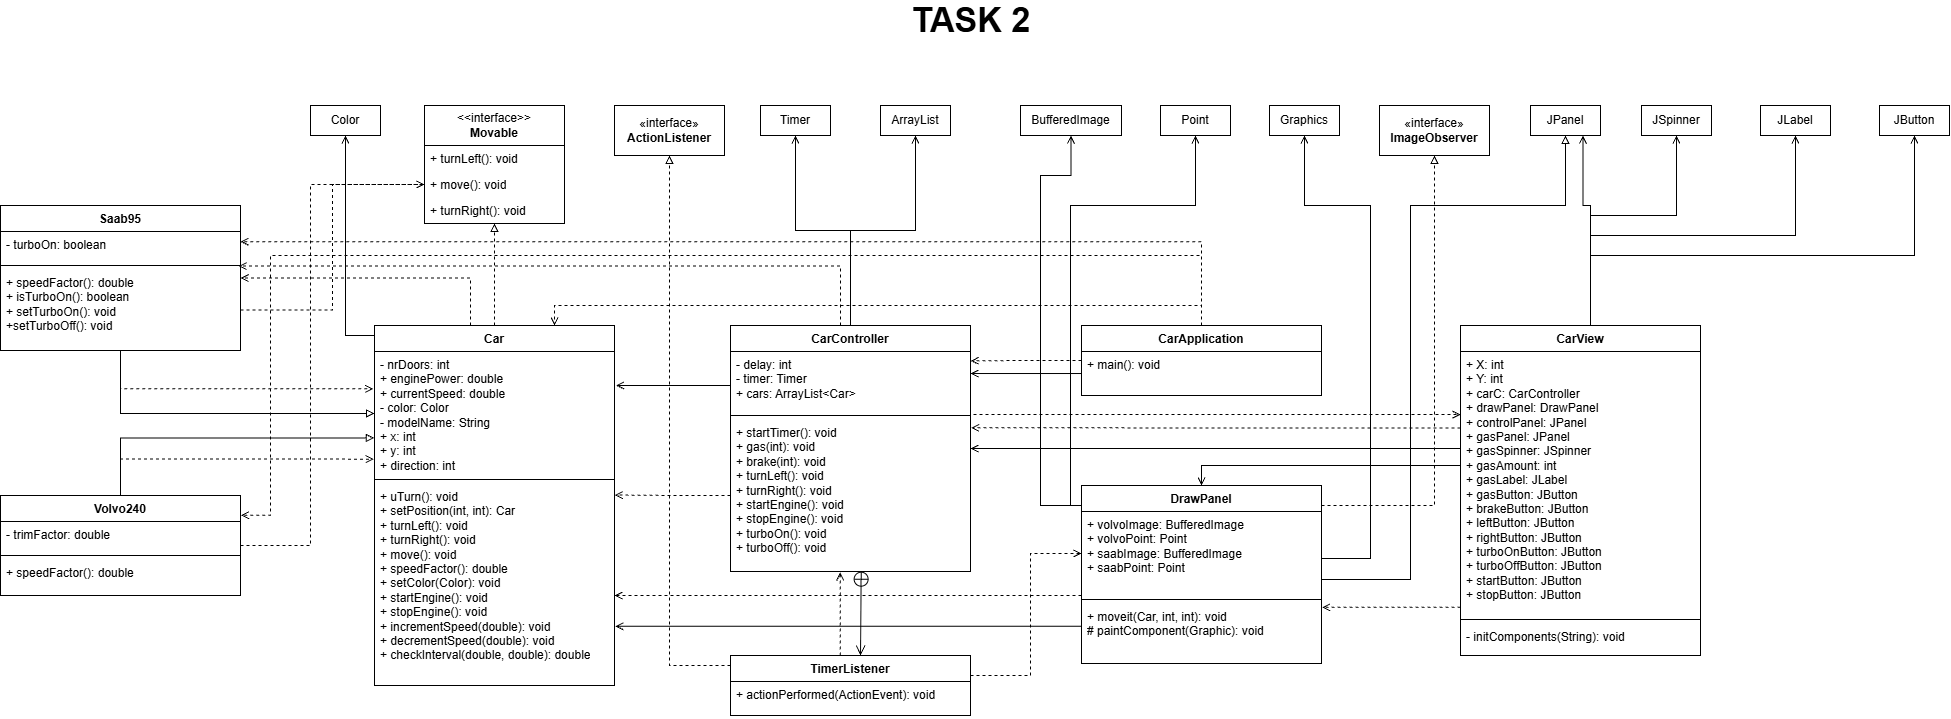 TASK 2
Color
<<interface>>
Movable
+ turnLeft(): void
+ move(): void
+ turnRight(): void
«interface»
ActionListener
Timer
ArrayList
BufferedImage
Point
Graphics
«interface»
ImageObserver
JPanel
JSpinner
JLabel
JButton
Saab95
- turboOn: boolean
+ speedFactor(): double
+ isTurboOn(): boolean
+ setTurboOn(): void
+setTurboOff(): void
Volvo240
- trimFactor: double
+ speedFactor(): double
Car
- nrDoors: int
+ enginePower: double
+ currentSpeed: double
- color: Color
- modelName: String
+ x: int
+ y: int
+ direction: int
+ uTurn(): void
+ setPosition(int, int): Car
+ turnLeft(): void
+ turnRight(): void
+ move(): void
+ speedFactor(): double
+ setColor(Color): void
+ startEngine(): void
+ stopEngine(): void
+ incrementSpeed(double): void
+ decrementSpeed(double): void
+ checkInterval(double, double): double
CarController
- delay: int
- timer: Timer
+ cars: ArrayList<Car>
+ startTimer(): void
+ gas(int): void
+ brake(int): void
+ turnLeft(): void
+ turnRight(): void
+ startEngine(): void
+ stopEngine(): void
+ turboOn(): void
+ turboOff(): void
TimerListener
+ actionPerformed(ActionEvent): void
CarApplication
+ main(): void
DrawPanel
+ volvoImage: BufferedImage
+ volvoPoint: Point
+ saabImage: BufferedImage
+ saabPoint: Point
+ moveit(Car, int, int): void
# paintComponent(Graphic): void
CarView
+ X: int
+ Y: int
+ carC: CarController
+ drawPanel: DrawPanel
+ controlPanel: JPanel
+ gasPanel: JPanel
+ gasSpinner: JSpinner
+ gasAmount: int
+ gasLabel: JLabel
+ gasButton: JButton
+ brakeButton: JButton
+ leftButton: JButton
+ rightButton: JButton
+ turboOnButton: JButton
+ turboOffButton: JButton
+ startButton: JButton
+ stopButton: JButton
- initComponents(String): void